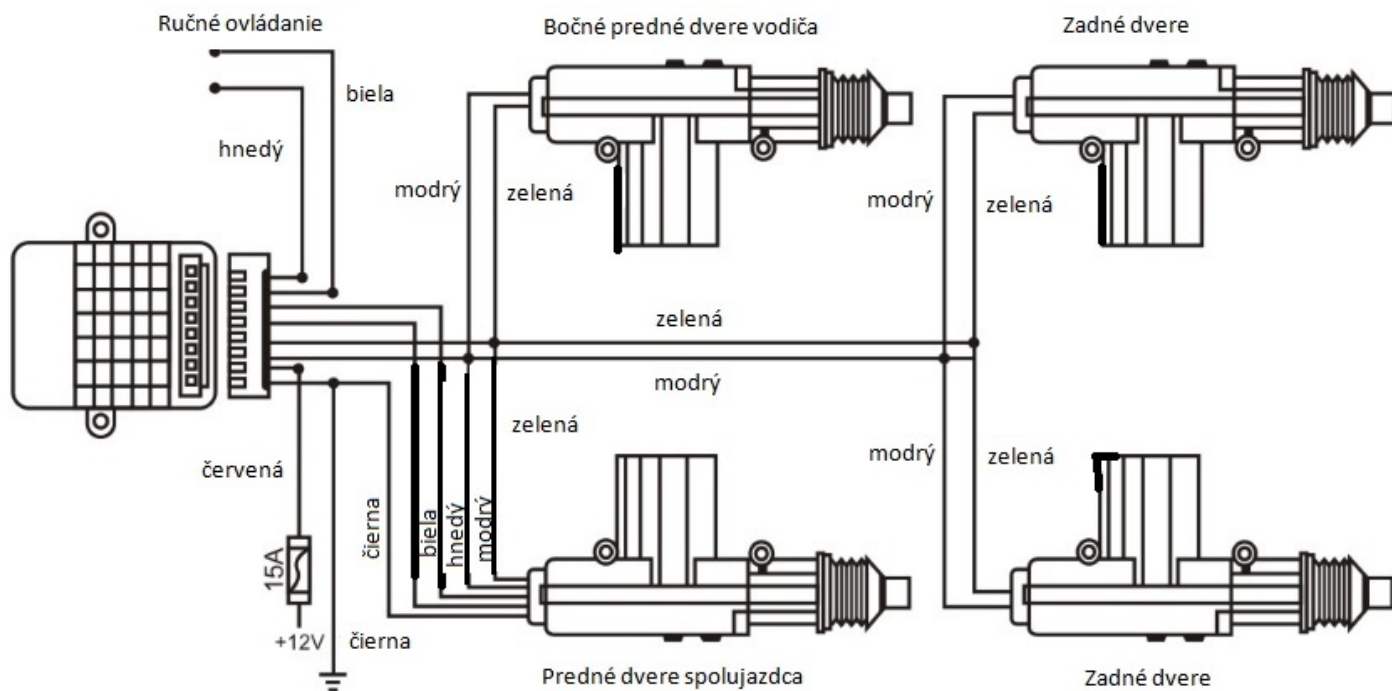 Ručné ovládanie
Bočné predné dvere vodiča
Zadné dvere
biela
hnedý
modrý
zelená
modrý
zelená
zelená
modrý
zelená
modrý
zelená
červená
čierna
biela
hnedý
modrý
15A
+12V
čierna
Predné dvere spolujazdca
Zadné dvere